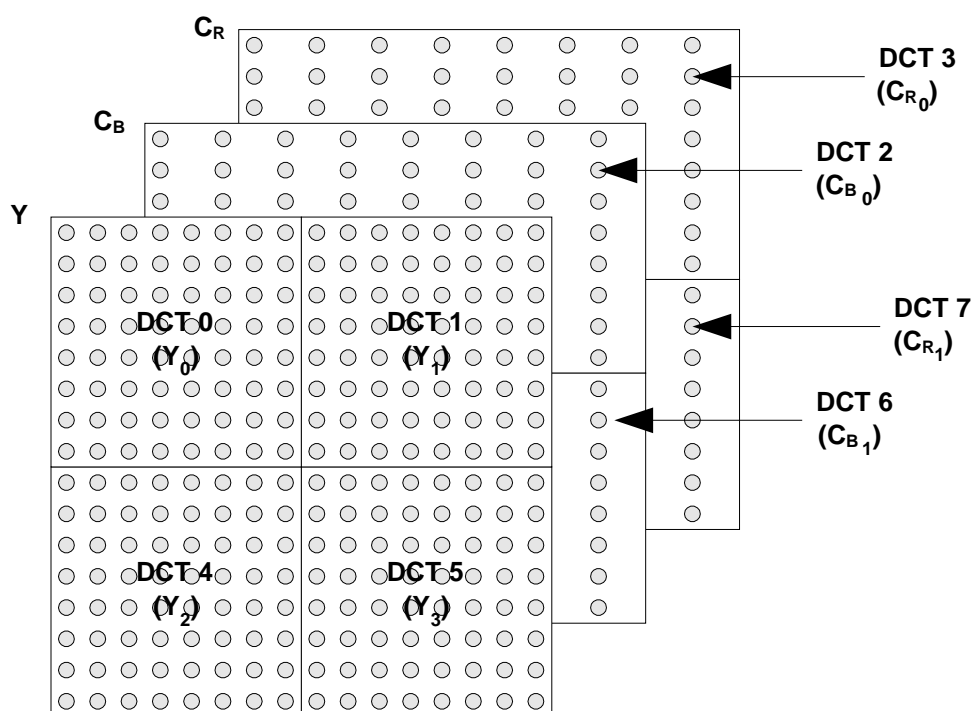 CR
DCT 3
(CR0)
CB
DCT 2
(CB0)
Y
DCT 0
(Y0)
DCT 1
(Y1)
DCT 7
(CR1)
DCT 6
(CB1)
DCT 4
(Y2)
DCT 5
(Y3)